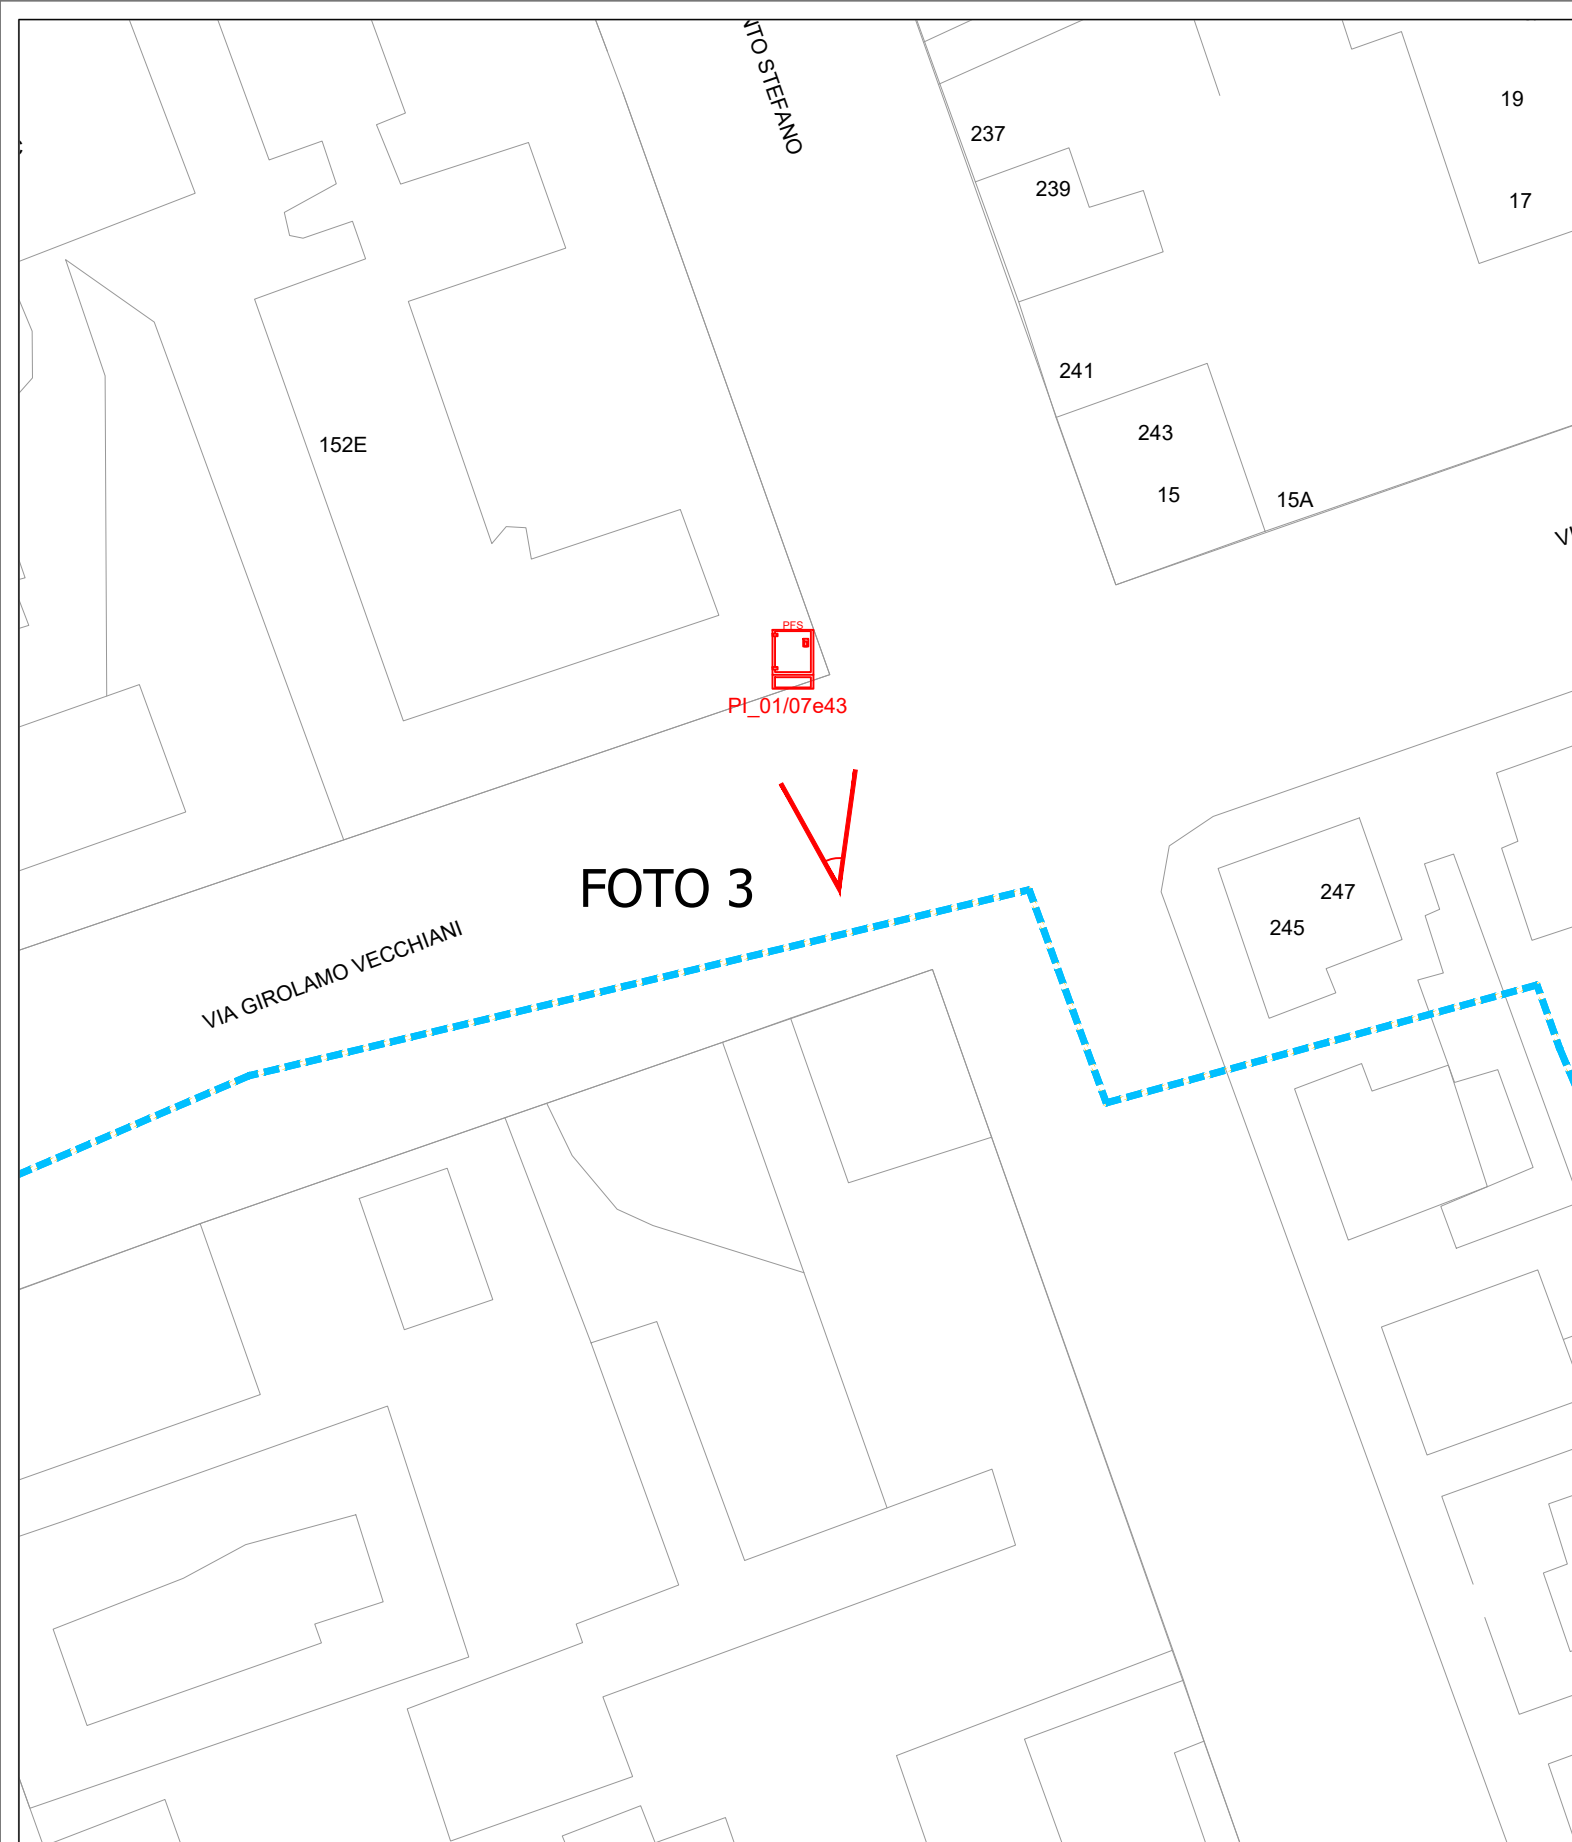 NTO STEFANO
19
237
239
17
241
243
152E
15
15A
PFS
PI_01/07e43
FOTO 3
247
245
VIA GIROLAMO VECCHIANI